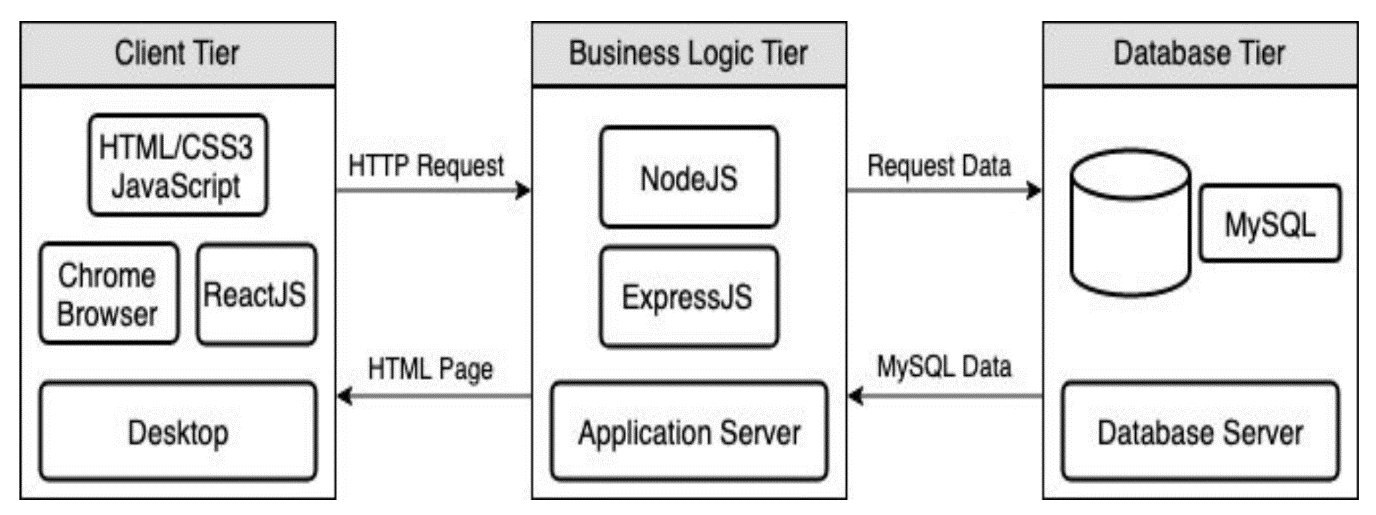 Client Tier
HTML/CSS3
JavaScript
Chrome
Browser
ReactJS
Desktop
HTTP Request
HTML Page
Business Logic Tier
NodeJS
ExpressJS
Application Server
Request Data
MySQL Data
Database Tier
MySQL
Database Server